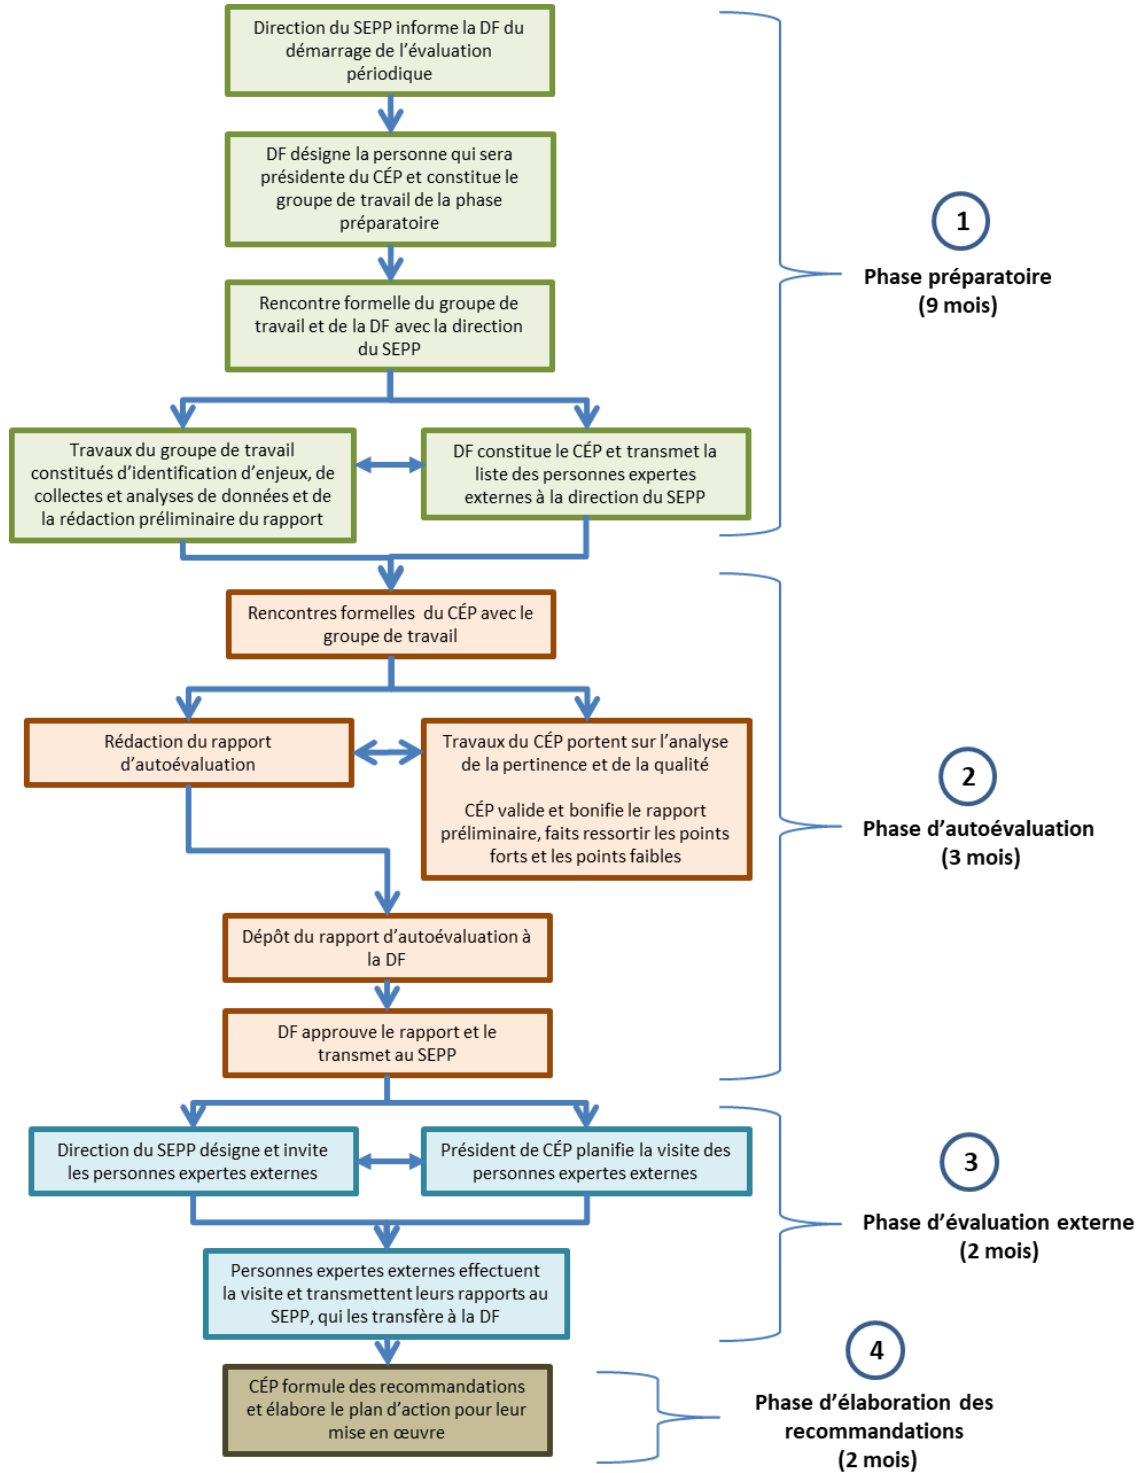 Direction du SEPP informe la DF du
démarrage de l'évaluation
périodique
DF désigne la personne qui sera
présidente du CÉP et constitue le
groupe de travail de la phase
préparatoire
1
Phase préparatoire
(9 mois)
Rencontre formelle du groupe de
travail et de la DF avec la direction
du SEPP
Travaux du groupe de travail
constitués d'identification d'enjeux, de
collectes et analyses de données et de
la rédaction préliminaire du rapport
DF constitue le CÉP et transmet la
liste des personnes expertes
externes à la direction du SEPP
Rencontres formelles du CÉP avec le
groupe de travail
Rédaction du rapport
d'autoévaluation
Travaux du CÉP portent sur l'analyse
de la pertinence et de la qualité
CÉP valide et bonifie le rapport
préliminaire, faits ressortir les points
forts et les points faibles
2
Phase d'autoévaluation
(3 mois)
Dépôt du rapport d'autoévaluation à
la DF
DF approuve le rapport et le
transmet au SEPP
Direction du SEPP désigne et invite
les personnes expertes externes
Président de CÉP planifie la visite des
personnes expertes externes
3
Phase d'évaluation externe
(2 mois)
Personnes expertes externes effectuent
la visite et transmettent leurs rapports au
SEPP, qui les transfère à la DF
4
Phase d'élaboration des
recommandations
(2 mois)
CÉP formule des recommandations
et élabore le plan d'action pour leur
mise en œuvre